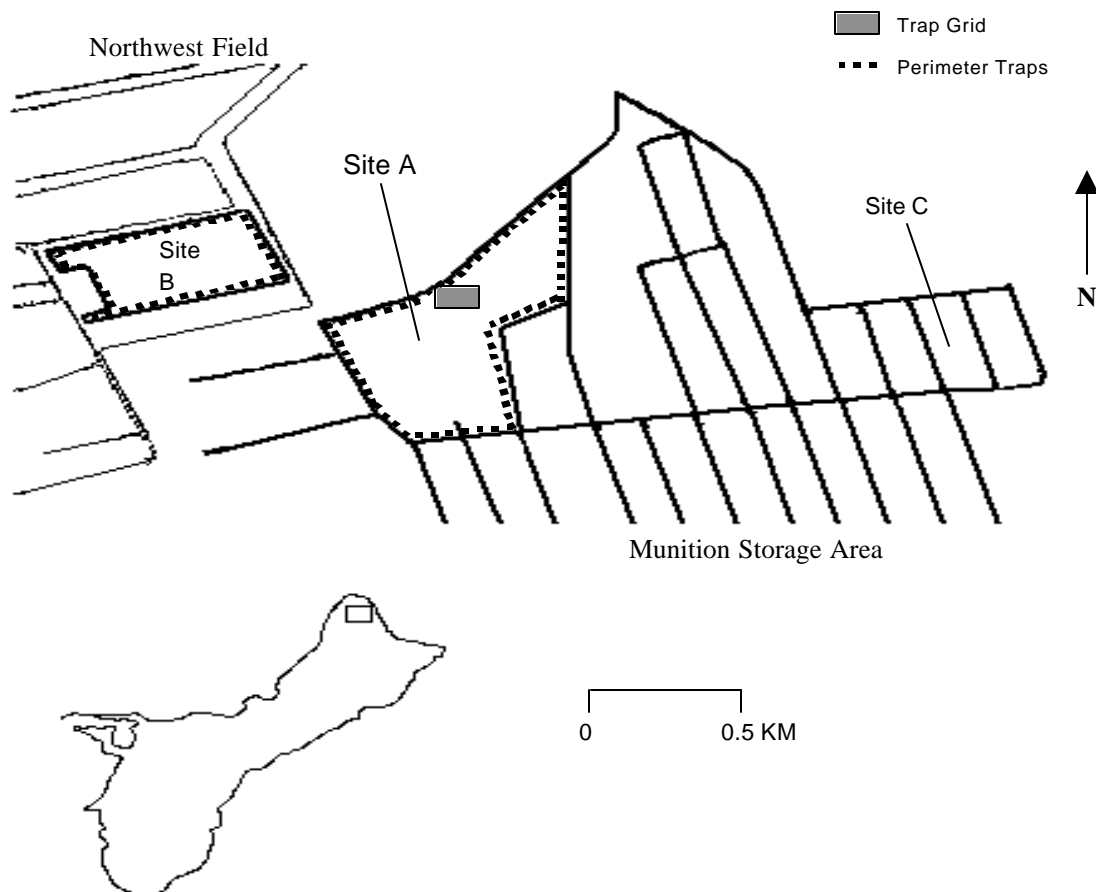 Trap Grid
Northwest Field
Perimeter Traps
Site A
Site C
Site
B
N
Munition Storage Area
0
0.5 KM